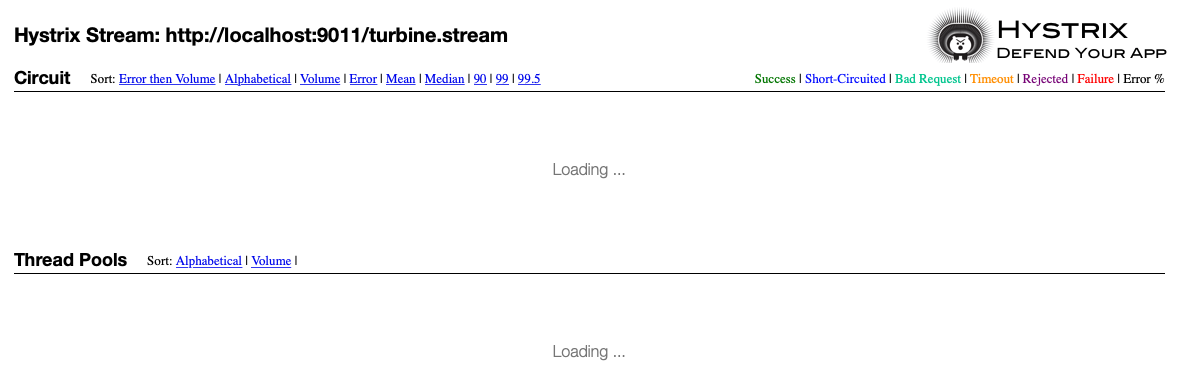 Hystrix Stream: http://localhost:9011/turbine.stream
HYSTRIX
DEFEND YOUR APP
Circuit Sort: Error then Volume | Alphabetical | Volume | Error | Mean | Median | 90 | 99 | 99.5
Success | Short-Circuited | Bad Request | Timeout | Rejected | Failure | Error %
Loading ...
Thread Pools Sort: Alphabetical | Volume |
Loading ...